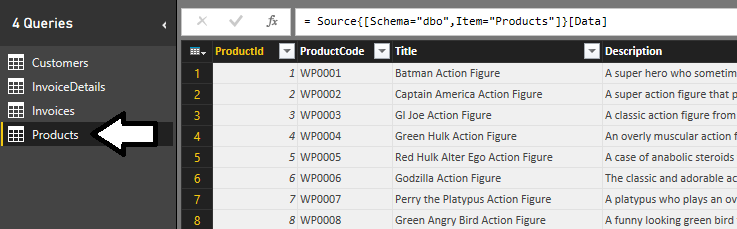 4 Queries
Customers
InvoiceDetails
Invoices
Products
= Source{[Schema="dbo",Item="Products"]}[Data]
ProductId ProductCode Title Description
1 1 WP0001 Batman Action Figure A super hero who sometim
2 2 WP0002 Captain America Action Figure A super action figure that p
3 3 WP0003 GI Joe Action Figure A classic action figure from
4 4 WP0004 Green Hulk Action Figure An overly muscular action f
5 5 WP0005 Red Hulk Alter Ego Action Figure A case of anabolic steroids
6 6 WP0006 Godzilla Action Figure The classic and adorable ac
7 7 WP0007 Perry the Platypus Action Figure A platypus who plays an ov
8 8 WP0008 Green Angry Bird Action Figure A funny looking green bird